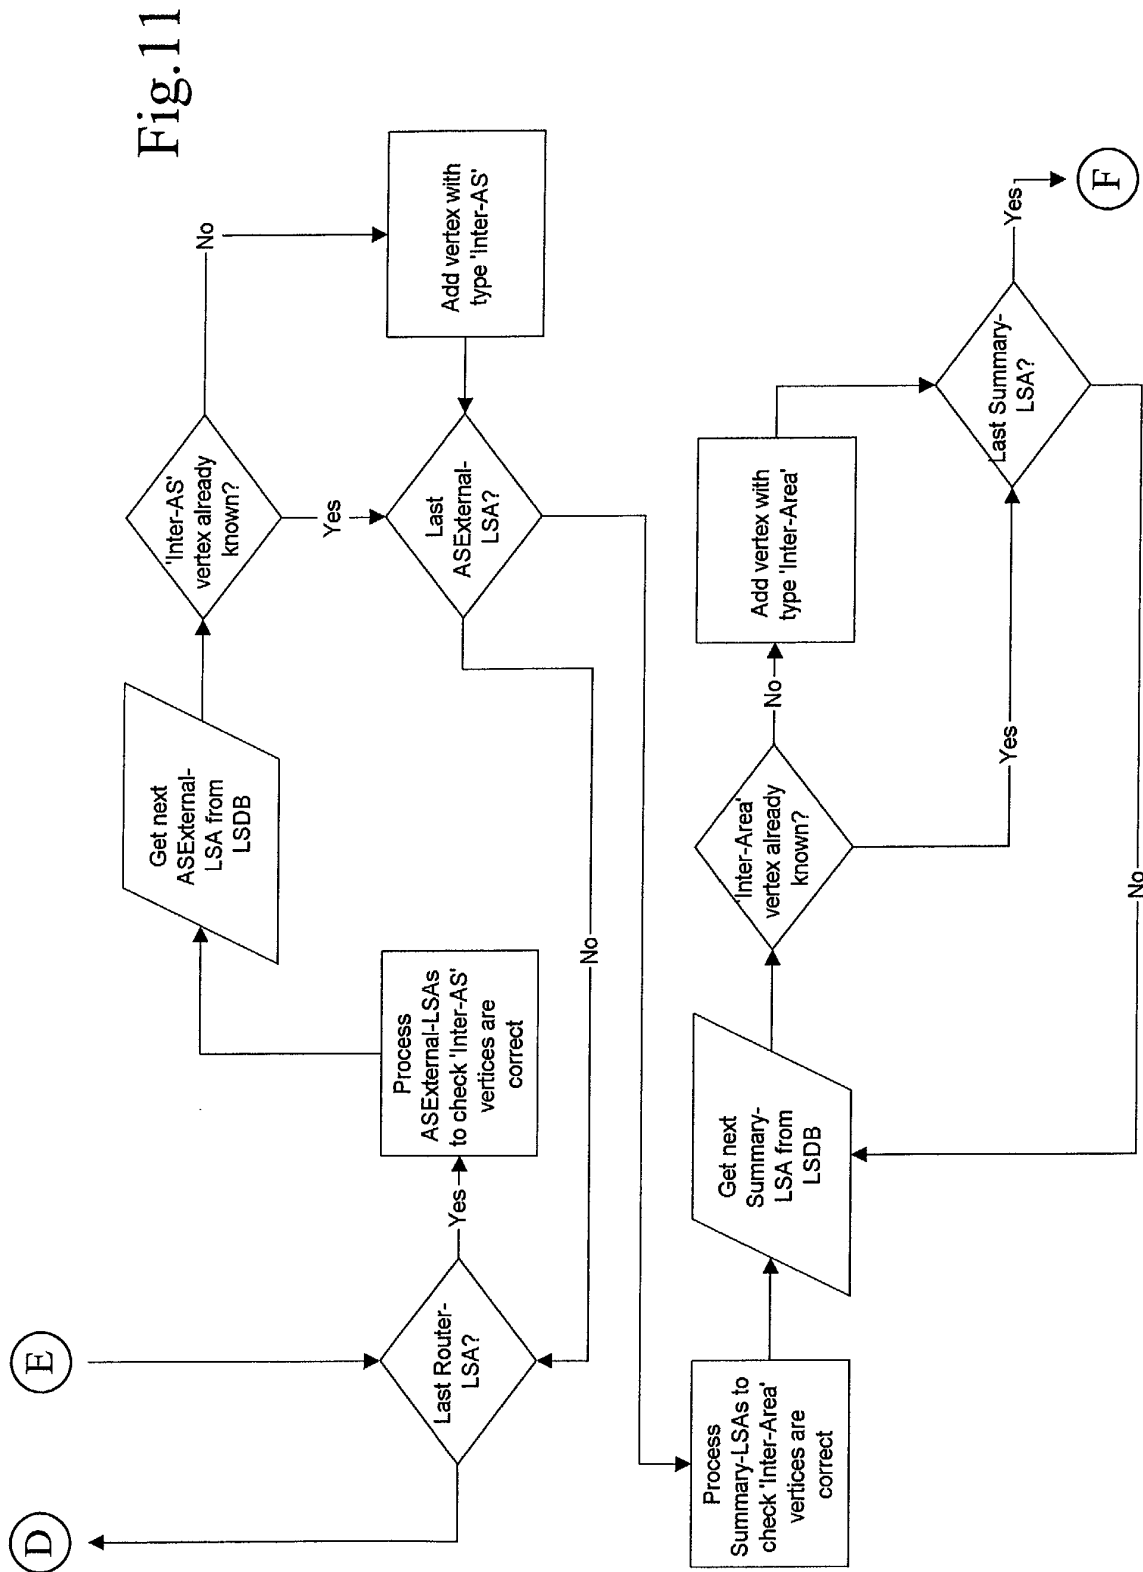 Fig.11
D
E
Last Router-
LSA?
Yes
Process
ASExternal-LSAs
to check 'Inter-AS'
vertices are
correct
Get next
ASExternal-
LSA from
LSDB
'Inter-AS'
vertex already
known?
No
Yes
Add vertex with
type 'Inter-AS'
Last
ASExternal-
LSA?
No
Process
Summary-LSAs to
check 'Inter-Area'
vertices are
correct
Get next
Summary-
LSA from
LSDB
'Inter-Area'
vertex already
known?
No
Yes
Add vertex with
type 'Inter-Area'
Last Summary-
LSA?
Yes
No
F